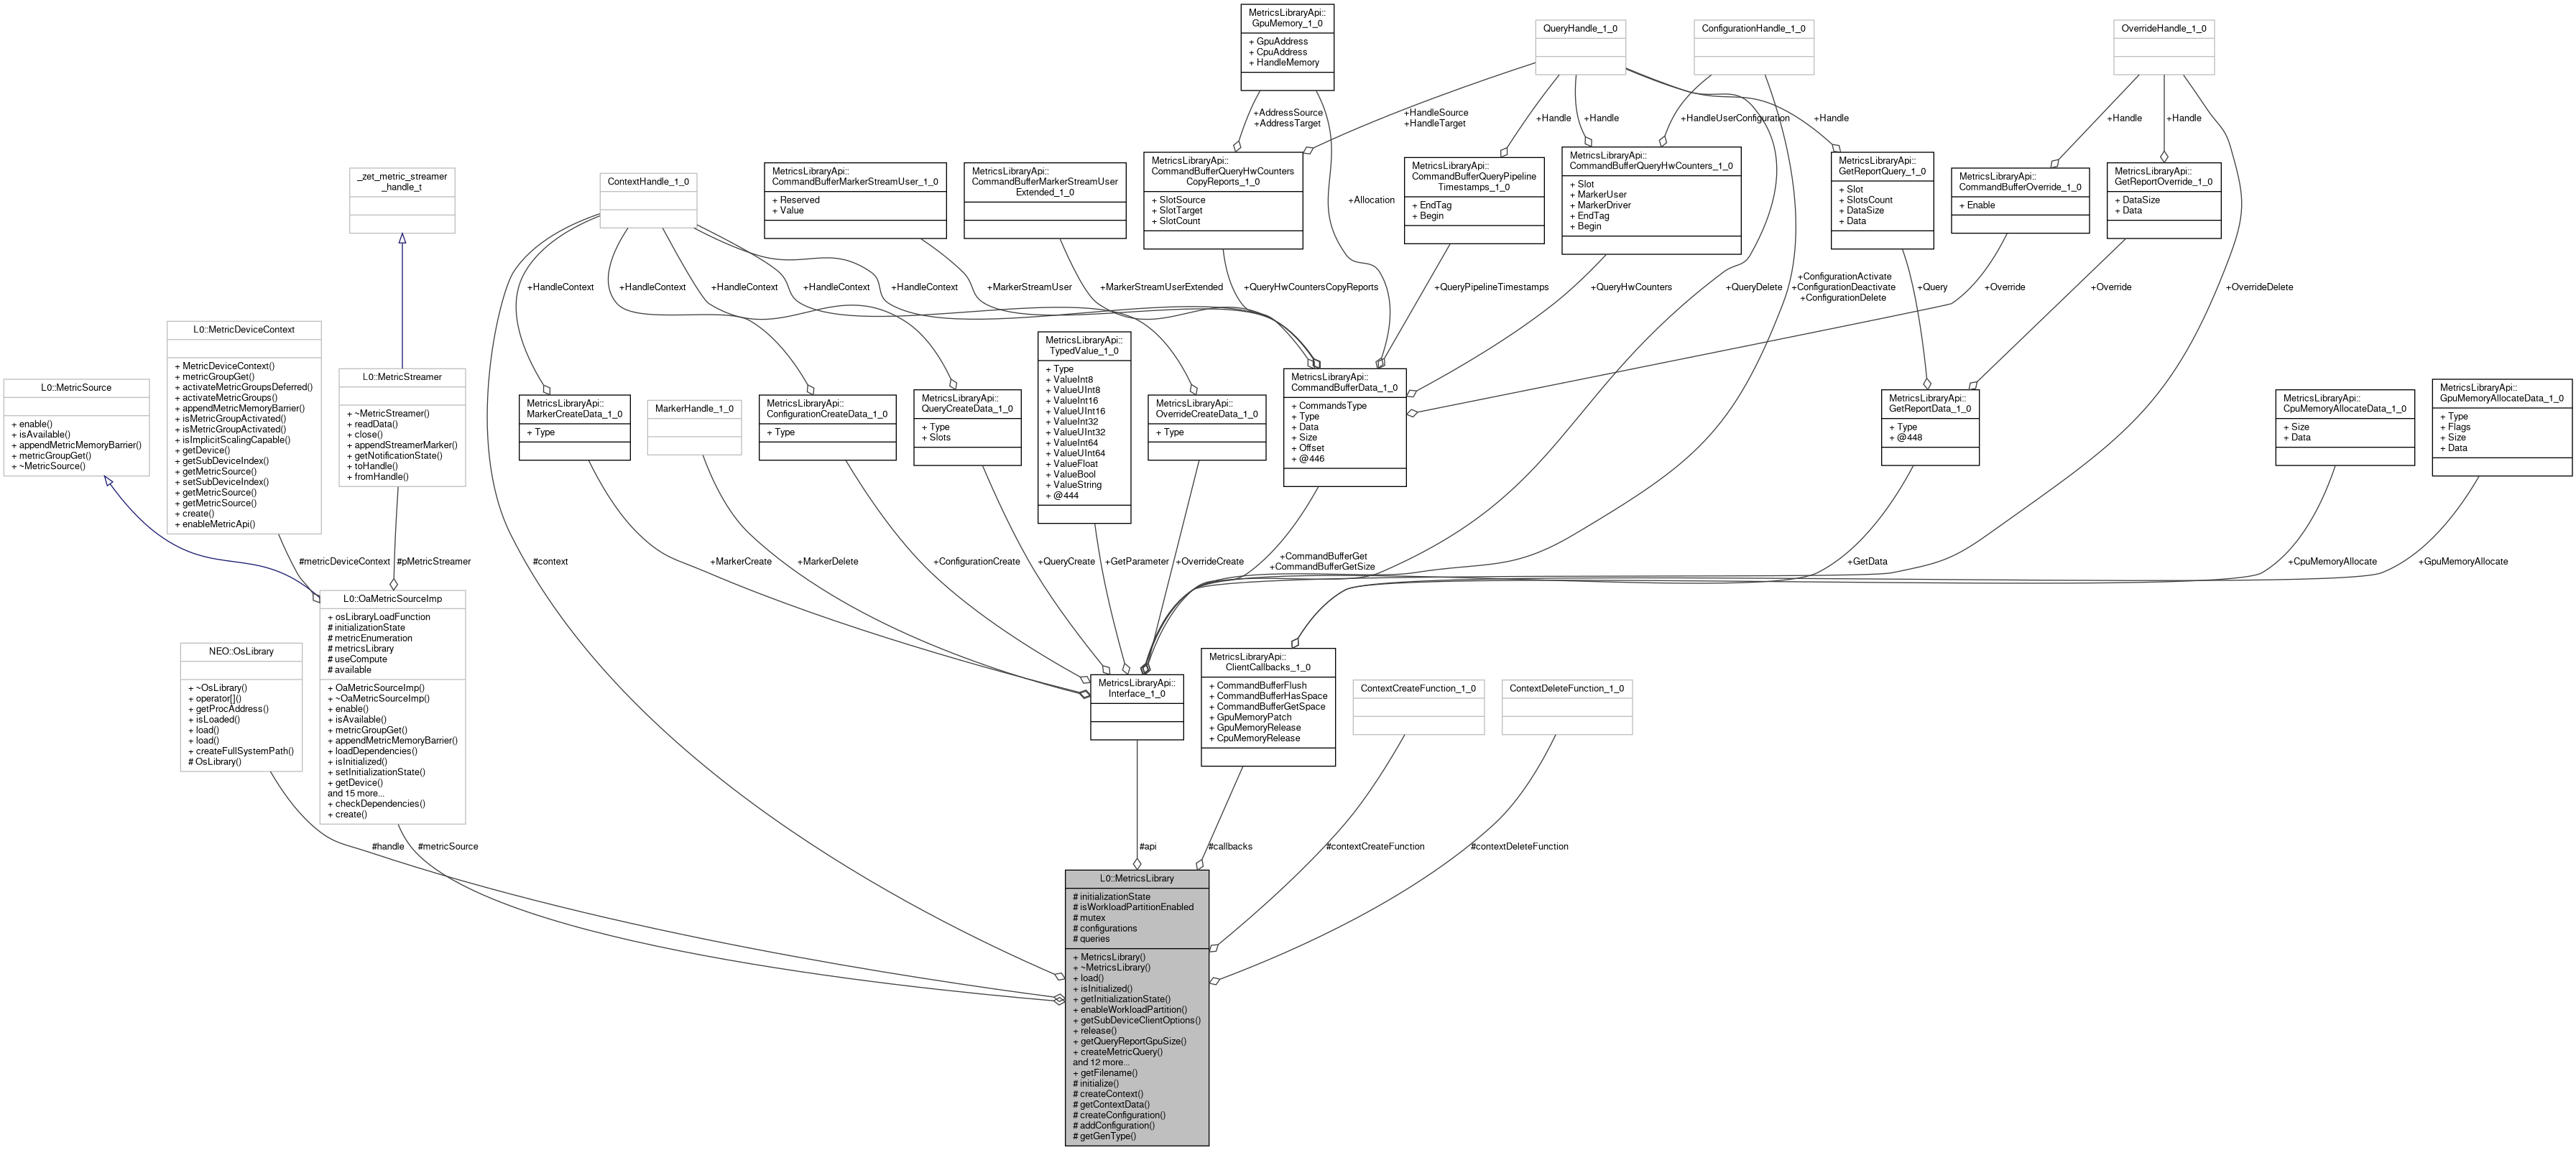 MetricsLibraryApi::
GpuMemory_1_0
+ GpuAddress
+ CpuAddress
+ HandleMemory
QueryHandle_1_0
ConfigurationHandle_1_0
OverrideHandle_1_0
+AddressSource
+AddressTarget
+HandleSource
+HandleTarget
+Handle
+Handle
+HandleUserConfiguration
+Handle
+Handle
+Handle
_zet_metric_streamer
_handle_t
ContextHandle_1_0
MetricsLibraryApi::
CommandBufferMarkerStreamUser_1_0
+ Reserved
+ Value
MetricsLibraryApi::
CommandBufferMarkerStreamUser
Extended_1_0
MetricsLibraryApi::
CommandBufferQueryHwCounters
CopyReports_1_0
+ SlotSource
+ SlotTarget
+ SlotCount
+Allocation
MetricsLibraryApi::
CommandBufferQueryPipeline
Timestamps_1_0
+ EndTag
+ Begin
MetricsLibraryApi::
CommandBufferQueryHwCounters_1_0
+ Slot
+ MarkerUser
+ MarkerDriver
+ EndTag
+ Begin
MetricsLibraryApi::
GetReportQuery_1_0
+ Slot
+ SlotsCount
+ DataSize
+ Data
MetricsLibraryApi::
CommandBufferOverride_1_0
+ Enable
MetricsLibraryApi::
GetReportOverride_1_0
+ DataSize
+ Data
+HandleContext
+HandleContext
+HandleContext
+HandleContext
+HandleContext
+MarkerStreamUser
+MarkerStreamUserExtended
+QueryHwCountersCopyReports
+QueryPipelineTimestamps
+QueryHwCounters
+QueryDelete
+ConfigurationActivate
+ConfigurationDeactivate
+ConfigurationDelete
+Query
+Override
+Override
+OverrideDelete
L0::MetricSource
+ enable()
+ isAvailable()
+ appendMetricMemoryBarrier()
+ metricGroupGet()
+ ~MetricSource()
L0::MetricDeviceContext
+ MetricDeviceContext()
+ metricGroupGet()
+ activateMetricGroupsDeferred()
+ activateMetricGroups()
+ appendMetricMemoryBarrier()
+ isMetricGroupActivated()
+ isMetricGroupActivated()
+ isImplicitScalingCapable()
+ getDevice()
+ getSubDeviceIndex()
+ getMetricSource()
+ setSubDeviceIndex()
+ getMetricSource()
+ getMetricSource()
+ create()
+ enableMetricApi()
L0::MetricStreamer
+ ~MetricStreamer()
+ readData()
+ close()
+ appendStreamerMarker()
+ getNotificationState()
+ toHandle()
+ fromHandle()
MetricsLibraryApi::
MarkerCreateData_1_0
+ Type
MarkerHandle_1_0
MetricsLibraryApi::
ConfigurationCreateData_1_0
+ Type
MetricsLibraryApi::
QueryCreateData_1_0
+ Type
+ Slots
MetricsLibraryApi::
TypedValue_1_0
+ Type
+ ValueInt8
+ ValueUInt8
+ ValueInt16
+ ValueUInt16
+ ValueInt32
+ ValueUInt32
+ ValueInt64
+ ValueUInt64
+ ValueFloat
+ ValueBool
+ ValueString
+ @444
MetricsLibraryApi::
OverrideCreateData_1_0
+ Type
MetricsLibraryApi::
CommandBufferData_1_0
+ CommandsType
+ Type
+ Data
+ Size
+ Offset
+ @446
MetricsLibraryApi::
GetReportData_1_0
+ Type
+ @448
MetricsLibraryApi::
CpuMemoryAllocateData_1_0
+ Size
+ Data
MetricsLibraryApi::
GpuMemoryAllocateData_1_0
+ Type
+ Flags
+ Size
+ Data
#metricDeviceContext
#pMetricStreamer
#context
+MarkerCreate
+MarkerDelete
+ConfigurationCreate
+QueryCreate
+GetParameter
+OverrideCreate
+CommandBufferGet
+CommandBufferGetSize
+GetData
+CpuMemoryAllocate
+GpuMemoryAllocate
NEO::OsLibrary
+ ~OsLibrary()
+ operator[]()
+ getProcAddress()
+ isLoaded()
+ load()
+ load()
+ createFullSystemPath()
# OsLibrary()
L0::OaMetricSourceImp
+ osLibraryLoadFunction
# initializationState
# metricEnumeration
# metricsLibrary
# useCompute
# available
+ OaMetricSourceImp()
+ ~OaMetricSourceImp()
+ enable()
+ isAvailable()
+ metricGroupGet()
+ appendMetricMemoryBarrier()
+ loadDependencies()
+ isInitialized()
+ setInitializationState()
+ getDevice()
and 15 more...
+ checkDependencies()
+ create()
MetricsLibraryApi::
Interface_1_0
MetricsLibraryApi::
ClientCallbacks_1_0
+ CommandBufferFlush
+ CommandBufferHasSpace
+ CommandBufferGetSpace
+ GpuMemoryPatch
+ GpuMemoryRelease
+ CpuMemoryRelease
ContextCreateFunction_1_0
ContextDeleteFunction_1_0
#handle
#metricSource
#api
#callbacks
#contextCreateFunction
#contextDeleteFunction
L0::MetricsLibrary
# initializationState
# isWorkloadPartitionEnabled
# mutex
# configurations
# queries
+ MetricsLibrary()
+ ~MetricsLibrary()
+ load()
+ isInitialized()
+ getInitializationState()
+ enableWorkloadPartition()
+ getSubDeviceClientOptions()
+ release()
+ getQueryReportGpuSize()
+ createMetricQuery()
and 12 more...
+ getFilename()
# initialize()
# createContext()
# getContextData()
# createConfiguration()
# addConfiguration()
# getGenType()